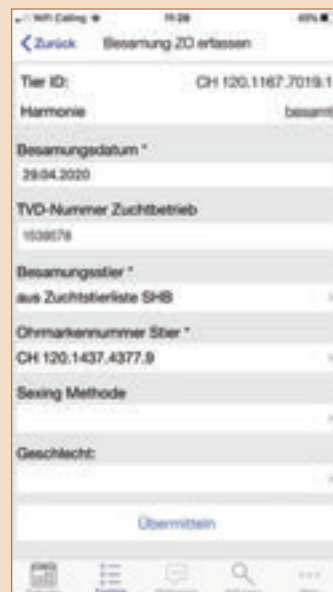 WiFi Calling 11:28
Zurück Besamung ZO erfassen
Tier ID: CH 120.1167.7019.1
Harmonie besamt
Besamungsdatum *
29.04.2020
TVD-Nummer Zuchtbetrieb
1539578
Besamungsstier *
aus Zuchtstierliste SHB
Ohrmarkennummer Stier *
CH 120.1437.4377.9
Sexing Methode
Geschlecht:
Übermitteln